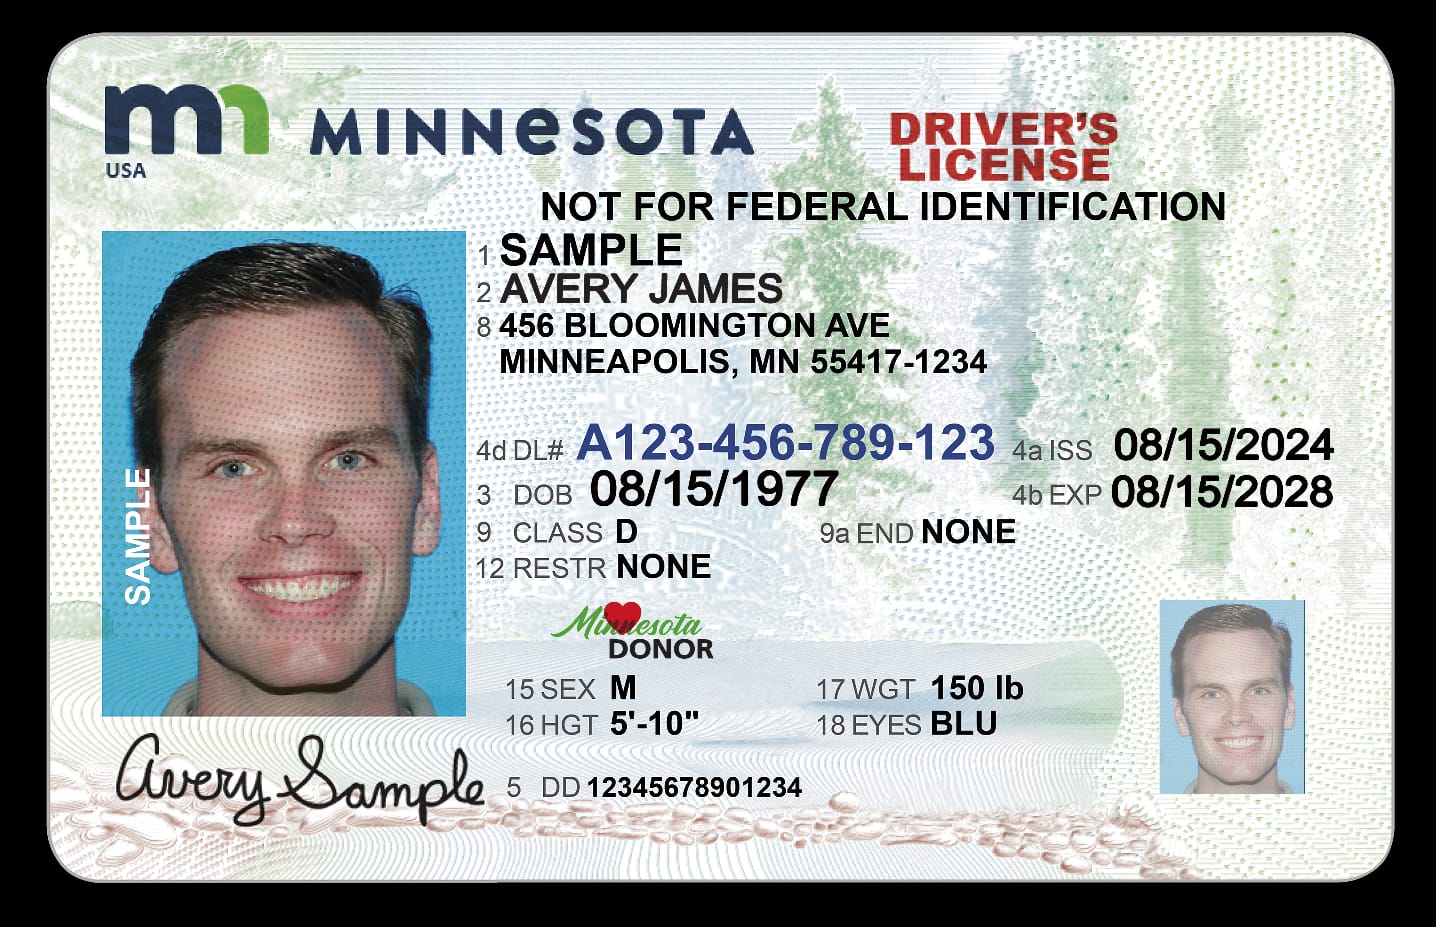 mn
USA
MINNESOTA
DRIVER'S
LICENSE
NOT FOR FEDERAL IDENTIFICATION
1 SAMPLE
2 AVERY JAMES
8 456 BLOOMINGTON AVE
MINNEAPOLIS, MN 55417-1234
4d DL# A123-456-789-123 4a ISS 08/15/2024
3 DOB 08/15/1977 4b EXP 08/15/2028
9 CLASS D 9a END NONE
12 RESTR NONE
SAMPLE
Minnesota
DONOR
15 SEX M 17 WGT 150 lb
16 HGT 5'-10" 18 EYES BLU
Avery Sample
5 DD 12345678901234